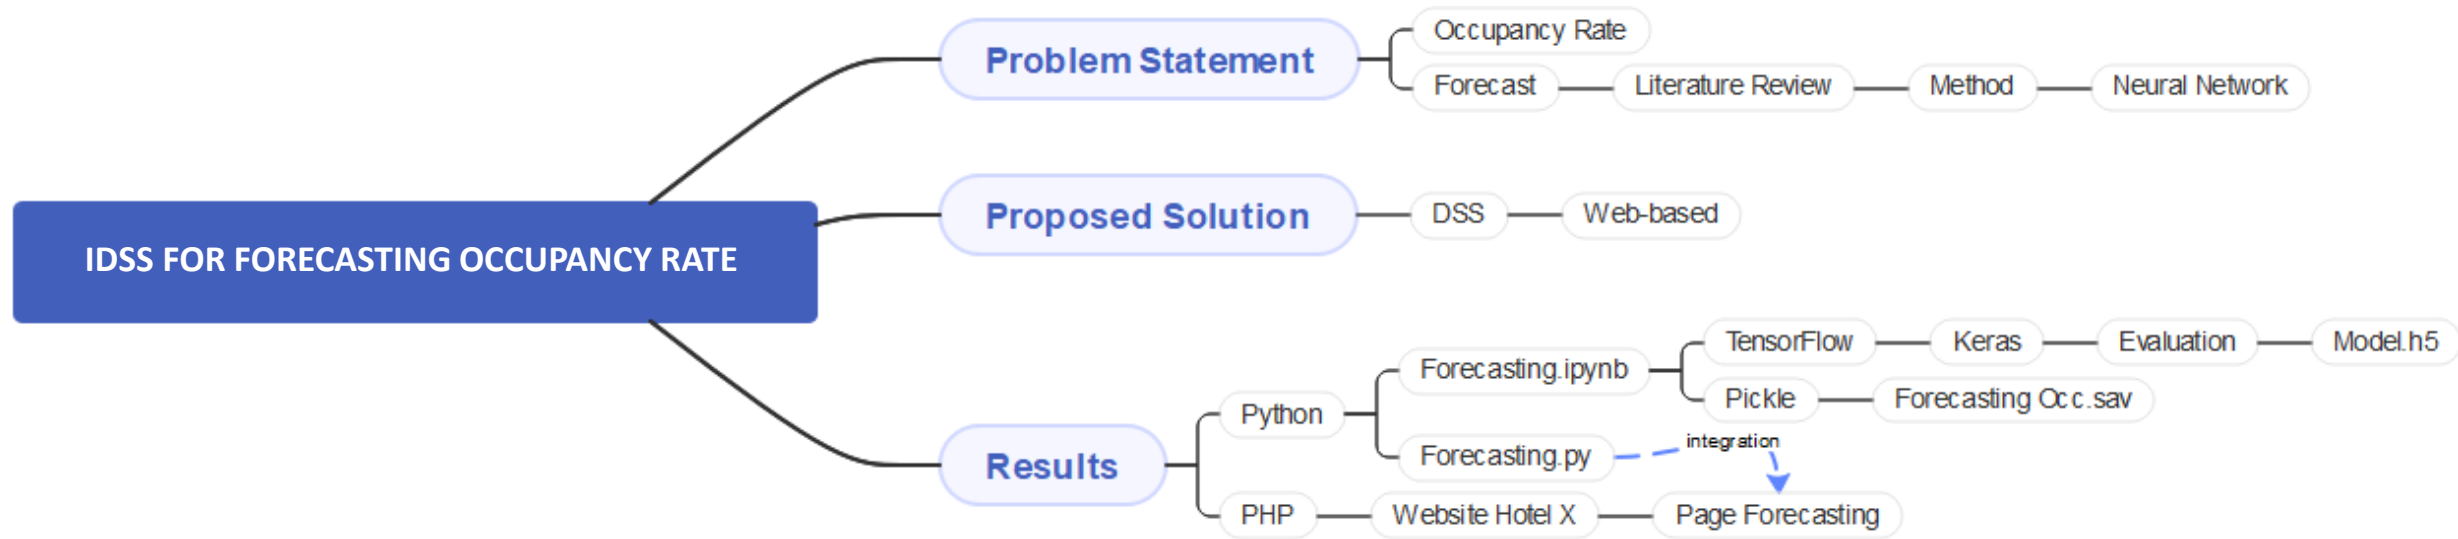 Problem Statement
Occupancy Rate
Forecast
Literature Review
Method
Neural Network
IDSS FOR FORECASTING OCCUPANCY RATE
Proposed Solution
DSS
Web-based
Results
Python
Forecasting.ipynb
TensorFlow
Keras
Evaluation
Model.h5
Pickle
Forecasting Occ.sav
Forecasting.py
integration
PHP
Website Hotel X
Page Forecasting